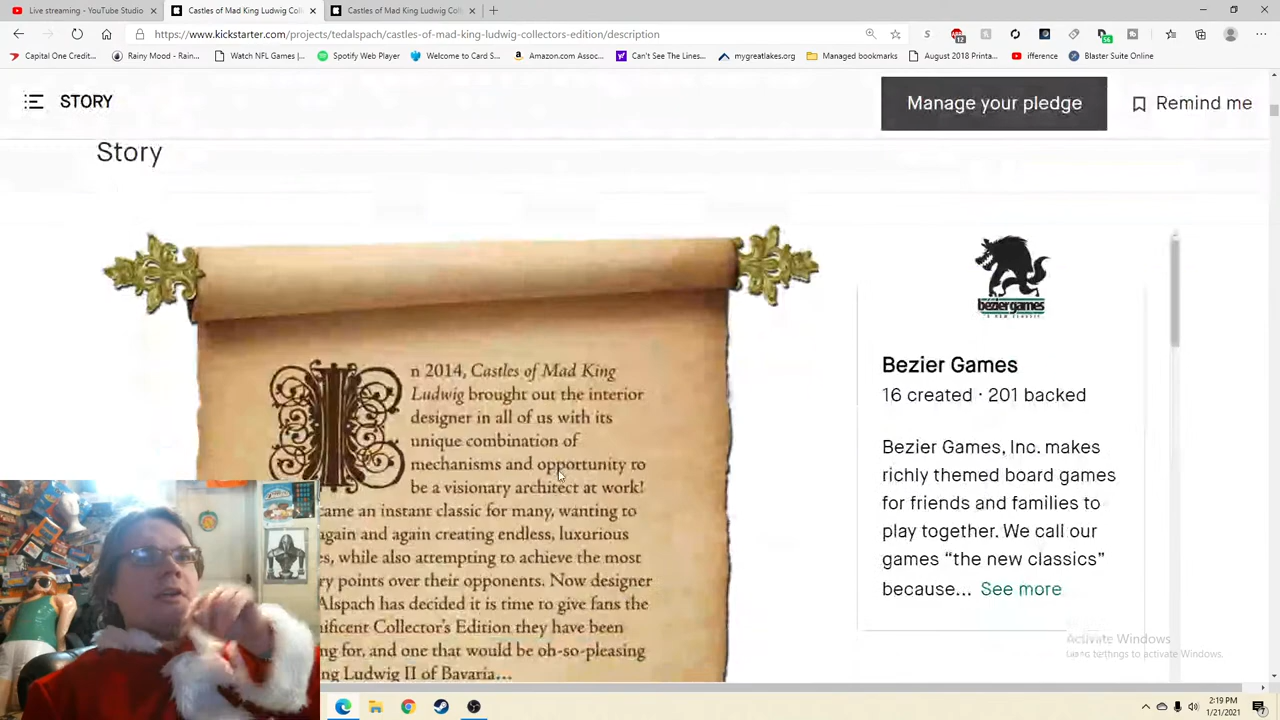 Live streaming - YouTube Studio
Castles of Mad King Ludwig Coll
Castles of Mad King Ludwig Coll
https://www.kickstarter.com/projects/tedalspach/castles-of-mad-king-ludwig-collectors-edition/description
Capital One Credit...
Rainy Mood - Rain...
Watch LCG Games L...
Spotify Web Player
Welcome to Card S...
Amazon.com Assoc...
Can't See The Lines...
mygreatlakes.org
Managed bookmarks
August 2018 Printa...
ifference
Blaster Suite Online
STORY
Manage your pledge
Remind me
Story
In 2014, Castles of Mad King
Ludwig brought out the interior
designer in all of us with its
unique combination of
mechanisms and opportunity to
be a visionary architect at work!
ame an instant classic for many, wanting to
again and again creating endless, luxurious
s, while also attempting to achieve the most
ry points over their opponents. Now designer
Alspach has decided it is time to give fans the
ificent Collector's Edition they have been
ng for, and one that would be oh-so-pleasing
ng Ludwig II of Bavaria...
béziergames
Bezier Games
16 created · 201 backed
Bezier Games, Inc. makes
richly themed board games
for friends and families to
play together. We call our
games “the new classics”
because... See more
Activate Windows
2:19 PM
1/21/2021